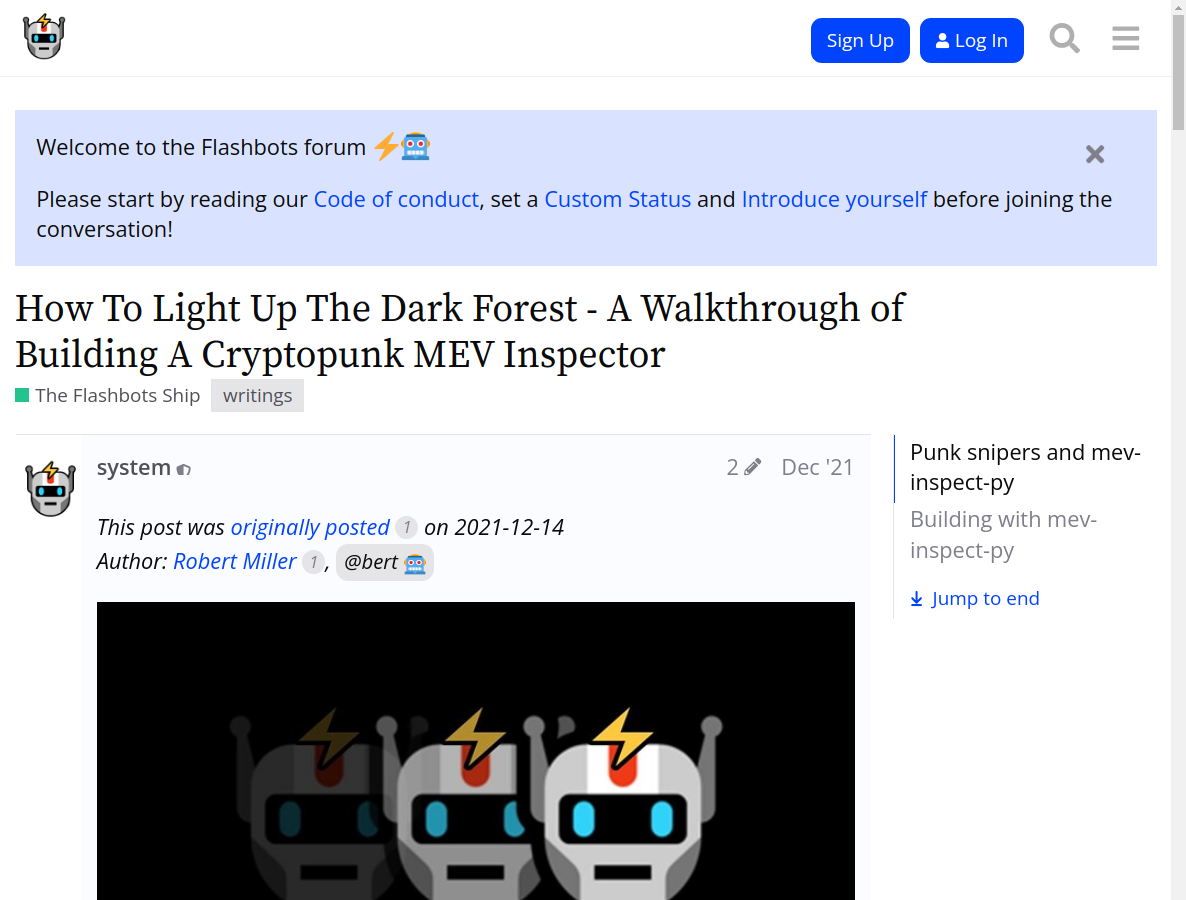 Sign Up
Log In
Welcome to the Flashbots forum
Please start by reading our Code of conduct, set a Custom Status and Introduce yourself before joining the
conversation!
How To Light Up The Dark Forest - A Walkthrough of
Building A Cryptopunk MEV Inspector
The Flashbots Ship writings
system 2 Dec '21
This post was originally posted 1 on 2021-12-14
Author: Robert Miller 1, @bert
Punk snipers and mev-
inspect-py
Building with mev-
inspect-py
Jump to end